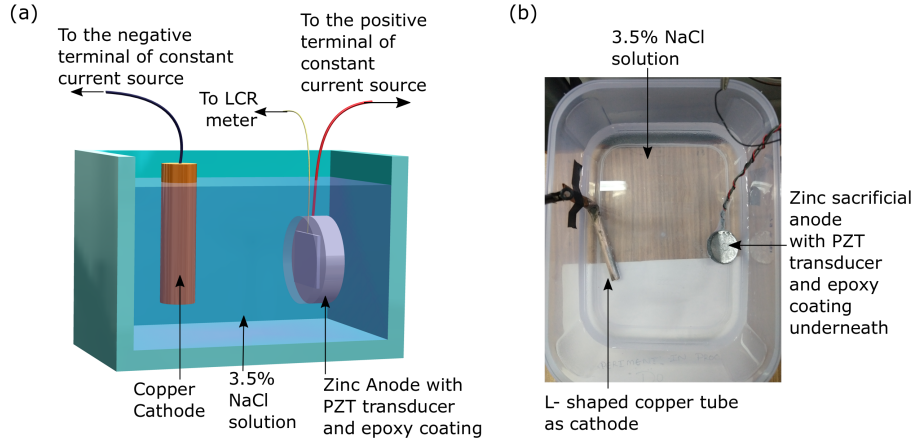 (a)
To the negative
terminal of constant
current source
To the positive
terminal of
constant
current source
To LCR
meter
Copper
Cathode
3.5%
NaCl
solution
Zinc Anode with
PZT transducer
and epoxy coating
(b)
3.5% NaCl
solution
Zinc sacrificial
anode
with PZT
transducer
and epoxy
coating
underneath
L- shaped copper tube
as cathode